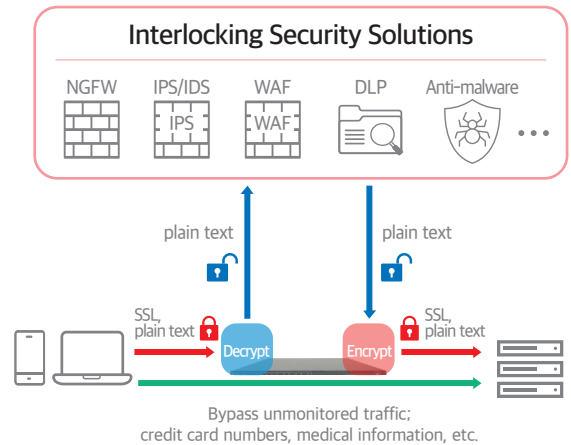 Interlocking Security Solutions
NGFW
IPS/IDS
WAF
DLP
Anti-malware
IPS
WAF
plain text
plain text
SSL,
plain text
SSL,
plain text
Decrypt
Encrypt
Bypass unmonitored traffic;
credit card numbers, medical information, etc.